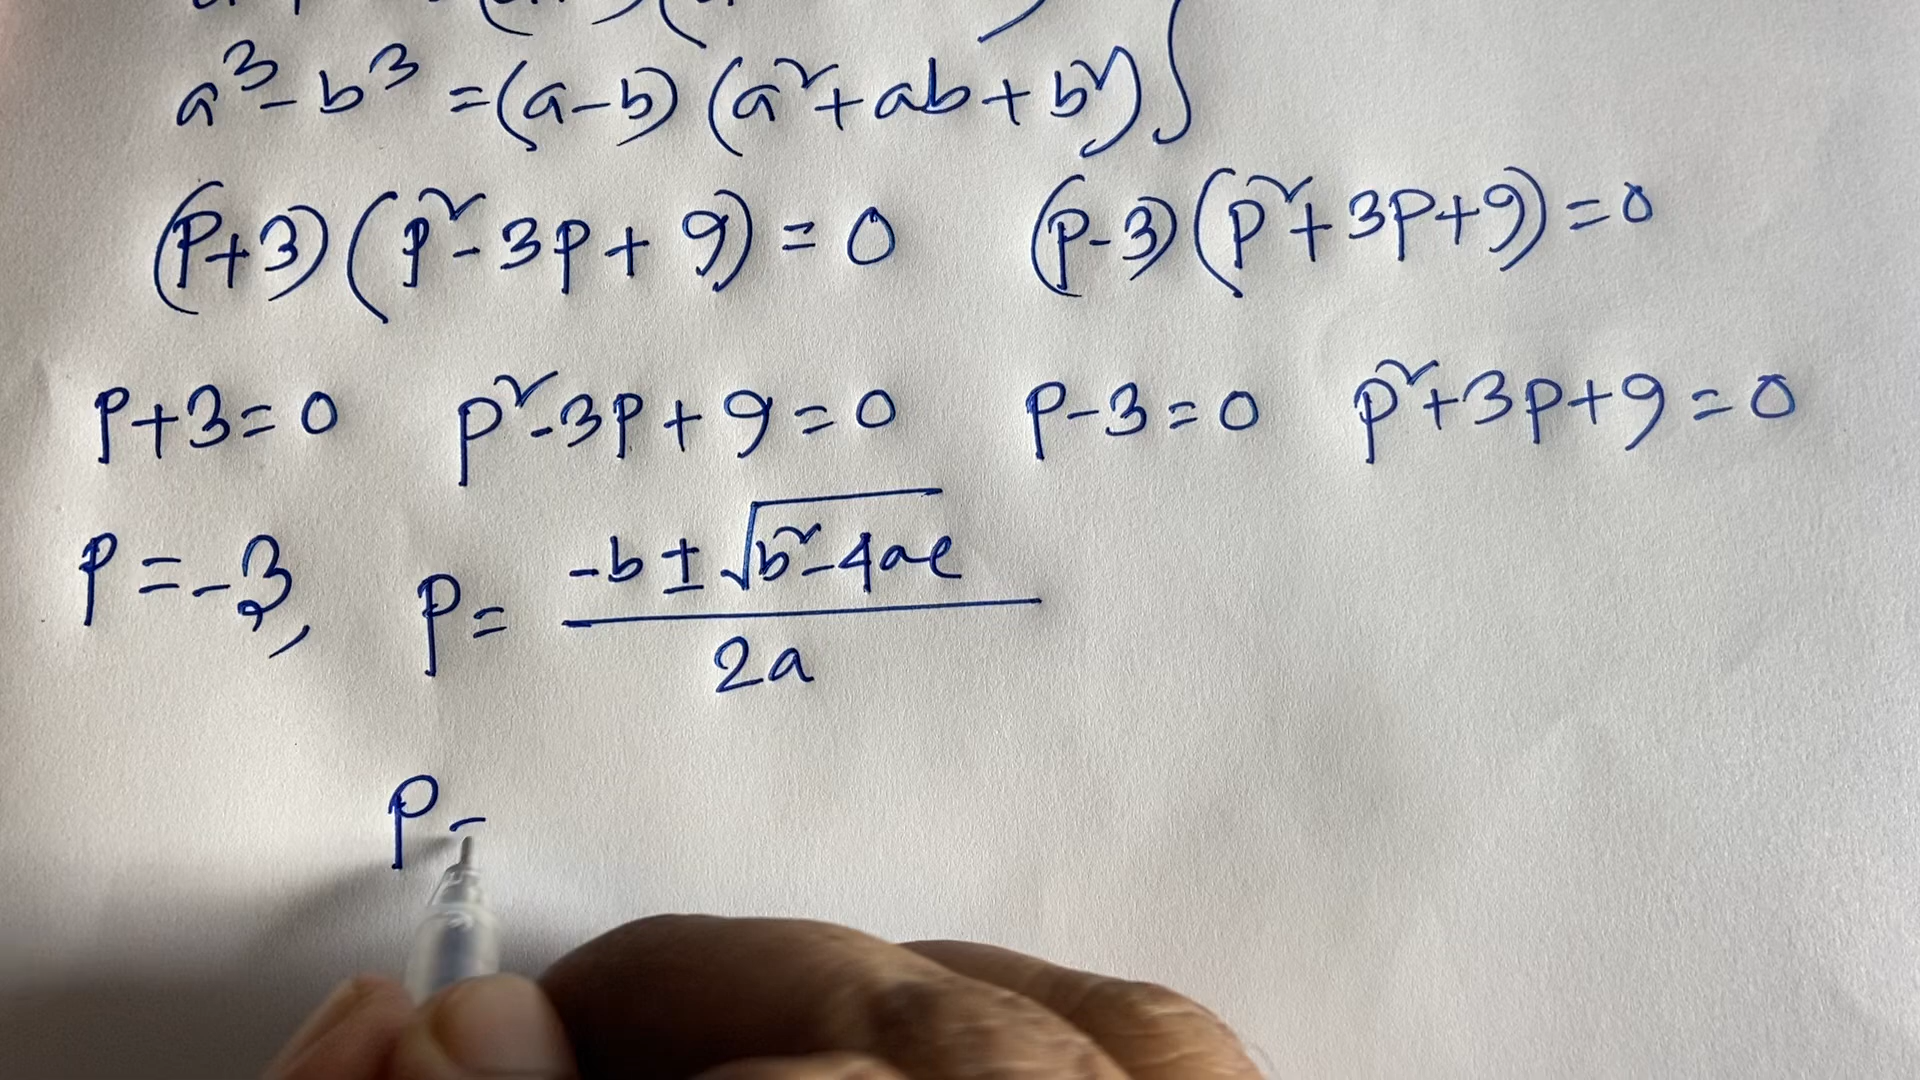 a³-b³ = (a-b) (a²+ab+b²)
(p+3)(p²-3p+9)=0 (p-3)(p²+3p+9)=0
p+3=0 p²-3p+9=0 p-3=0 p²+3p+9=0
p=-3, p= -b±√b²-4ac
2a
p-